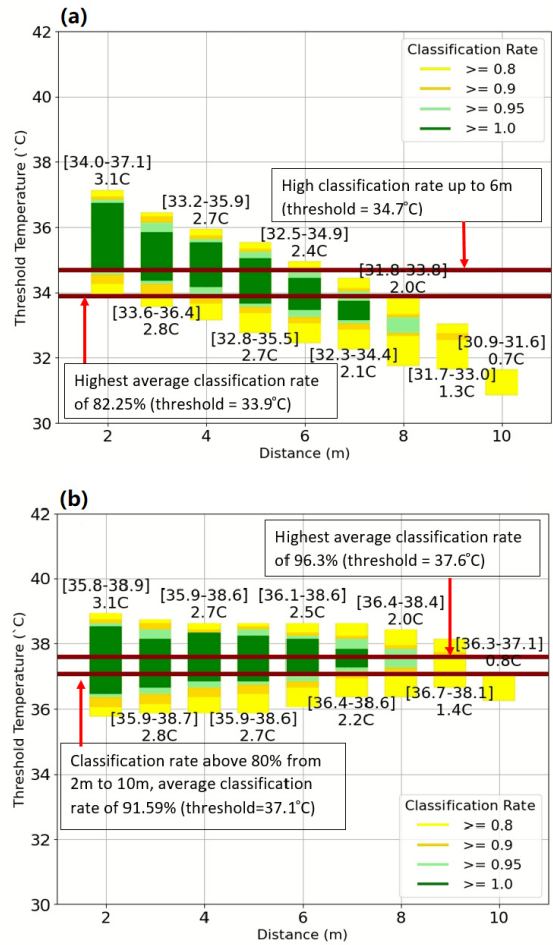 (a)
42
40
38
36
34
32
30
Threshold Temperature (`C)
Classification Rate
>= 0.8
>= 0.9
>= 0.95
>= 1.0
[34.0-37.1]
3.1C
[33.2-35.9]
2.7C
High classification rate up to 6m
(threshold = 34.7°C)
[32.5-34.9]
2.4C
[31.8-33.8]
2.0C
[33.6-36.4]
2.8C
[32.8-35.5]
2.7C
[32.3-34.4]
2.1C
[30.9-31.6]
0.7C
[31.7-33.0]
1.3C
Highest average classification rate
of 82.25% (threshold = 33.9°C)
2
4
6
8
10
Distance (m)
(b)
42
40
38
36
34
32
30
Threshold Temperature (`C)
Highest average classification rate
of 96.3% (threshold = 37.6°C)
[35.8-38.9]
3.1C
[35.9-38.6]
2.7C
[36.1-38.6]
2.5C
[36.4-38.4]
2.0C
[36.3-37.1]
0.8C
[35.9-38.7]
2.8C
[35.9-38.6]
2.7C
[36.4-38.6]
2.2C
[36.7-38.1]
1.4C
Classification rate above 80% from
2m to 10m, average classification
rate of 91.59% (threshold=37.1°C)
Classification Rate
>= 0.8
>= 0.9
>= 0.95
>= 1.0
2
4
6
8
10
Distance (m)